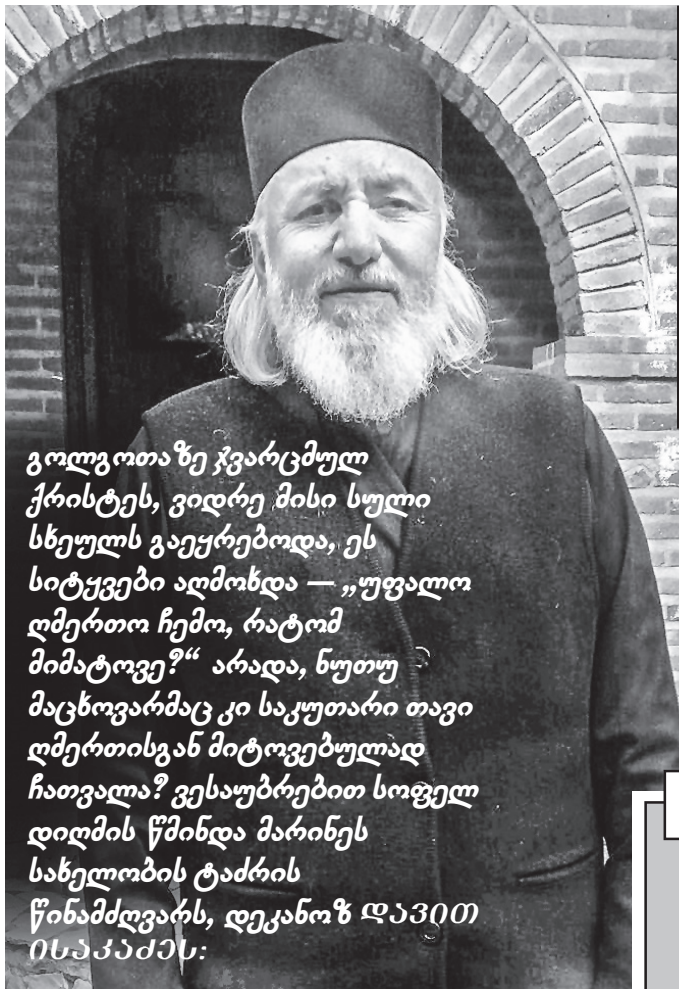 გოლგოთაზე ჯვარცმულ
ქრისტეს, ვიდრე მისი სული
სხეულს გაეყრებოდა, ეს
სიტყვები აღმოხდა — „უფალო
ღმერთო ჩემო, რატომ
მიმატოვე?“ არადა, ნუთუ
მაცხოვარმაც კი საკუთარი თავი
ღმერთისგან მიტოვებულად
ჩათვალა? ვესაუბრებით სოფელ
დიღმის წმინდა მარინეს
სახელობის ტაძრის
წინამძღვარს, დეკანოზ ᲓᲐᲕᲘᲗ
ᲘᲡᲐᲙᲐᲫᲔᲡ: